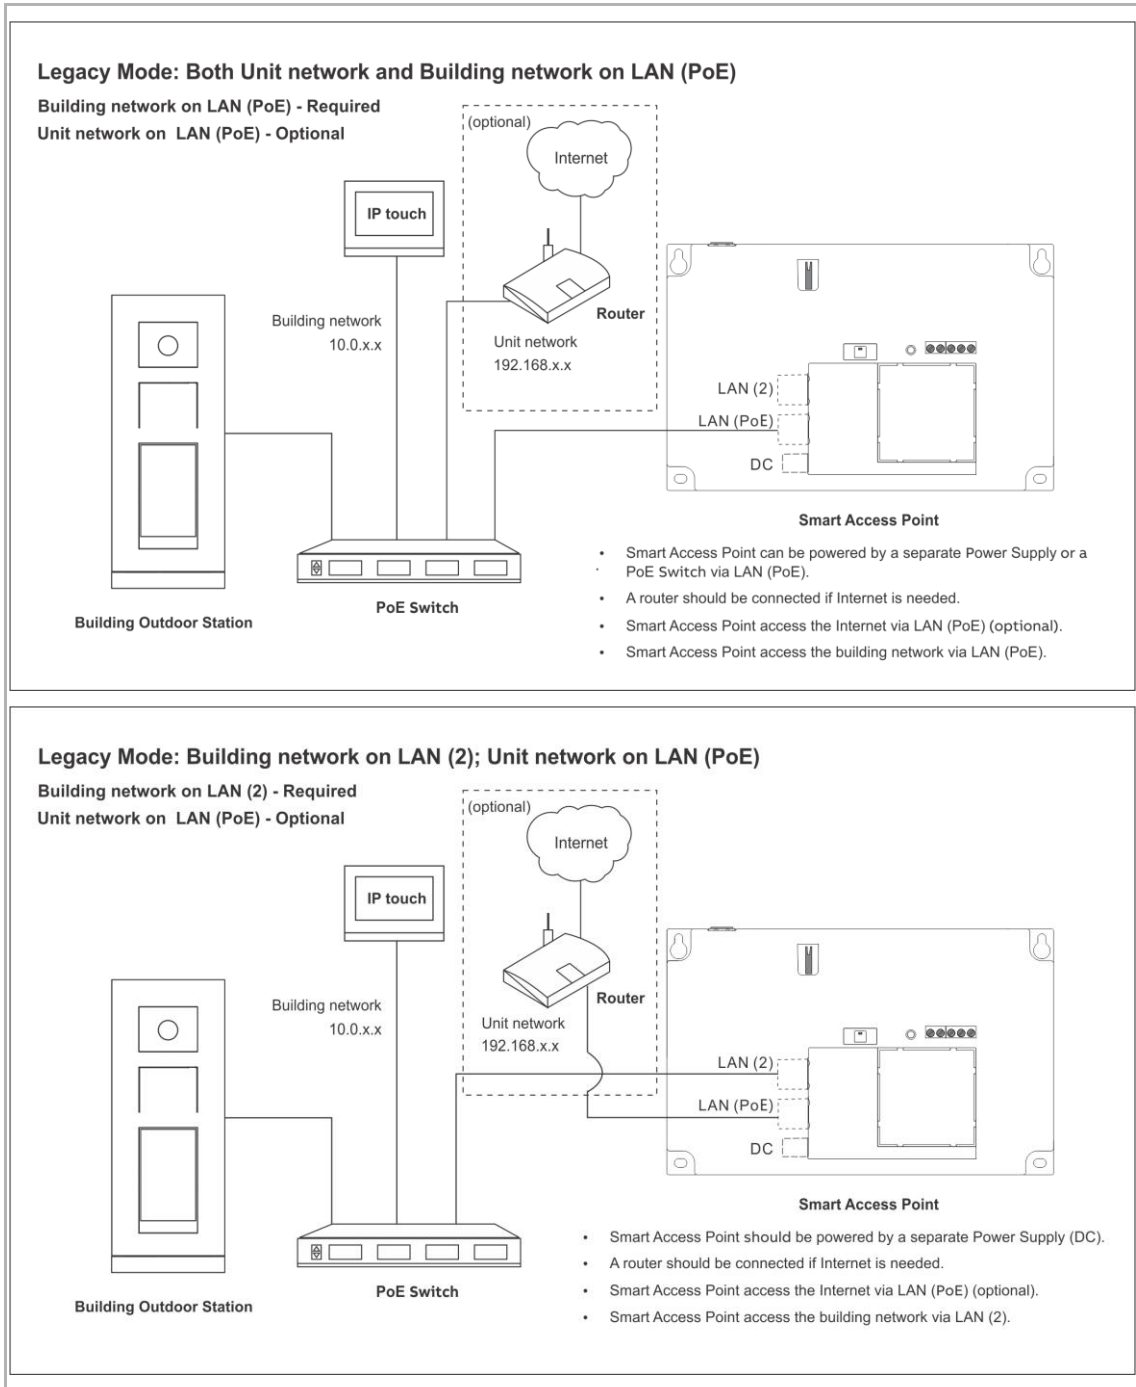 Legacy Mode: Both Unit network and Building network on LAN (PoE)
Building network on LAN (PoE) - Required
Unit network on LAN (PoE) - Optional
(optional)
Internet
IP touch
Router
Building network
10.0.x.x
Unit network
192.168.x.x
LAN (2)
LAN (PoE)
DC
Smart Access Point
PoE Switch
Building Outdoor Station
• Smart Access Point can be powered by a separate Power Supply or a
PoE Switch via LAN (PoE).
• A router should be connected if Internet is needed.
• Smart Access Point access the Internet via LAN (PoE) (optional).
• Smart Access Point access the building network via LAN (PoE).
Legacy Mode: Building network on LAN (2); Unit network on LAN (PoE)
Building network on LAN (2) - Required
Unit network on LAN (PoE) - Optional
(optional)
Internet
IP touch
Router
Building network
10.0.x.x
Unit network
192.168.x.x
LAN (2)
LAN (PoE)
DC
Smart Access Point
PoE Switch
Building Outdoor Station
• Smart Access Point should be powered by a separate Power Supply (DC).
• A router should be connected if Internet is needed.
• Smart Access Point access the Internet via LAN (PoE) (optional).
• Smart Access Point access the building network via LAN (2).